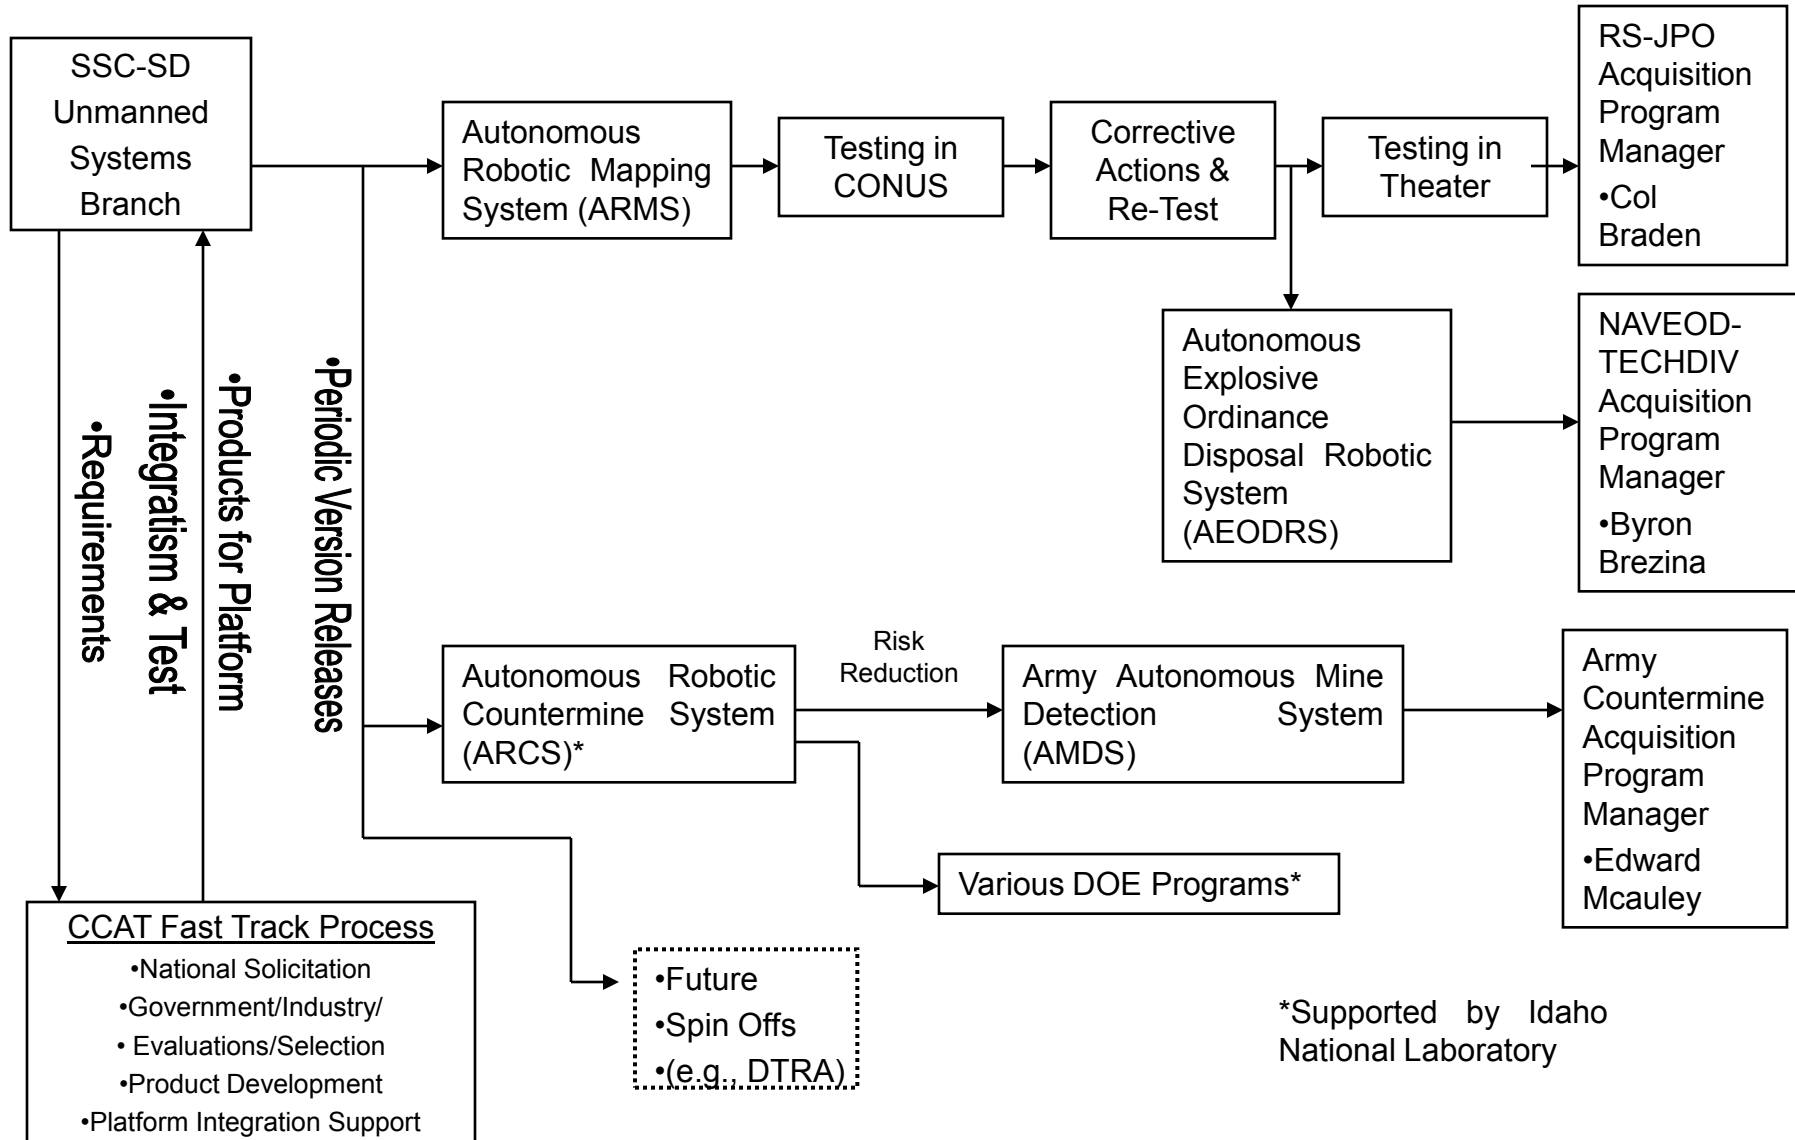 SSC-SD
Unmanned
Systems
Branch
Autonomous
Robotic Mapping
System (ARMS)
Testing in
CONUS
Corrective
Actions &
Re-Test
Testing in
Theater
RS-JPO
Acquisition
Program
Manager
•Col
Braden
Autonomous
Explosive
Ordinance
Disposal Robotic
System
(AEODRS)
NAVEOD-
TECHDIV
Acquisition
Program
Manager
•Byron
Brezina
•Requirements
•Integratism & Test
•Products for Platform
•Periodic Version Releases
Autonomous Robotic
Countermine System
(ARCS)*
Risk
Reduction
Army Autonomous Mine
Detection System
(AMDS)
Army
Countermine
Acquisition
Program
Manager
•Edward
Mcauley
Various DOE Programs*
CCAT Fast Track Process
•National Solicitation
•Government/Industry/
• Evaluations/Selection
•Product Development
•Platform Integration Support
•Future
•Spin Offs
•(e.g., DTRA)
*Supported by Idaho
National Laboratory